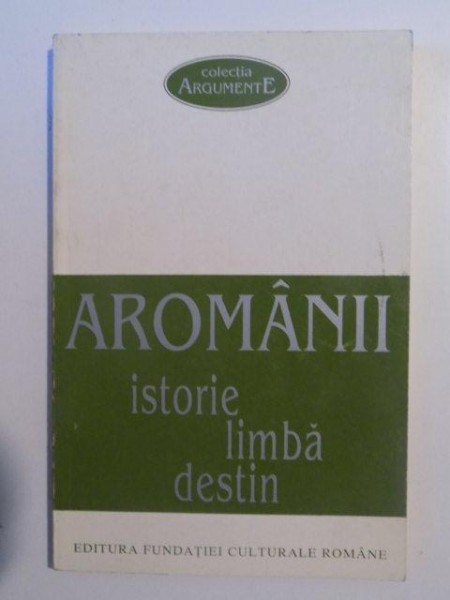 colecția
ARGUMENTE
AROMÂNII
istorie
limbă
destin
EDITURA FUNDAȚIEI CULTURALE ROMÂNE